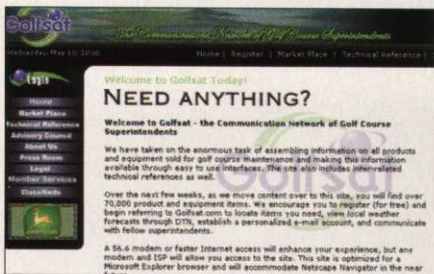 Golfsat
The Communications Network of Golf Course Superintendents
Wednesday, May 10, 2000
Home | Register | Market Place | Technical Reference |
Login
Welcome to Golfsat Today!
NEED ANYTHING?
Home
Market Place
Technical Reference
Advisory Council
About Us
Press Room
Legal
Member Services
Classifieds
Welcome to Golfsat - the Communication Network of Golf Course
Superintendents
We have taken on the enormous task of assembling information on all products
and equipment sold for golf course maintenance and making this information
available through easy to use interfaces. The site also includes interrelated
technical references as well.
Over the next few weeks, as we move content over to this site, you will find over
70,000 product and equipment items. We encourage you to register (for free) and
begin referring to Golfsat.com to locate items you need, view local weather
forecasts through DTN, establish a personalized e-mail account, and communicate
with fellow superintendents.
A 56.6 modem or faster Internet access will enhance your experience, but any
modem and ISP will allow you access to the site. This site is optimized for a
Microsoft Explorer browser and will accommodate Netscape Navigator in the near